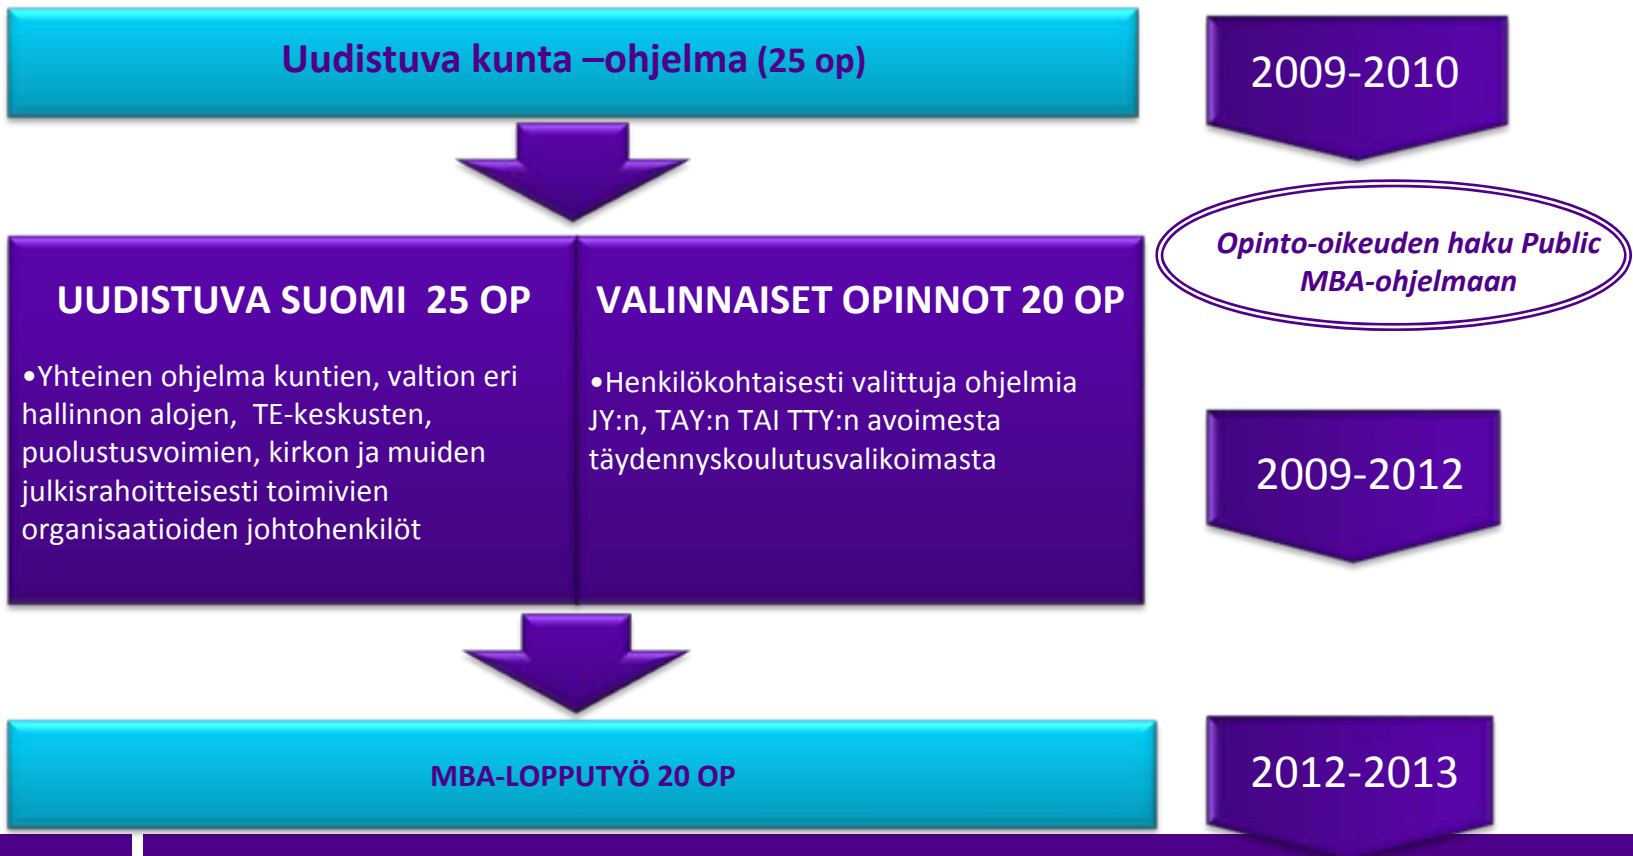 Uudistuva kunta –ohjelma (25 op)
2009-2010
Opinto-oikeuden haku Public
MBA-ohjelmaan
UUDISTUVA SUOMI 25 OP
•Yhteinen ohjelma kuntien, valtion eri
hallinnon alojen, TE-keskusten,
puolustusvoimien, kirkon ja muiden
julkisrahoitteisesti toimivien
organisaatioiden johtohenkilöt
VALINNAISET OPINNOT 20 OP
•Henkilökohtaisesti valittuja ohjelmia
JY:n, TAY:n TAI TTY:n avoimesta
täydennyskoulutusvalikoimasta
2009-2012
MBA-LOPPUTYÖ 20 OP
2012-2013